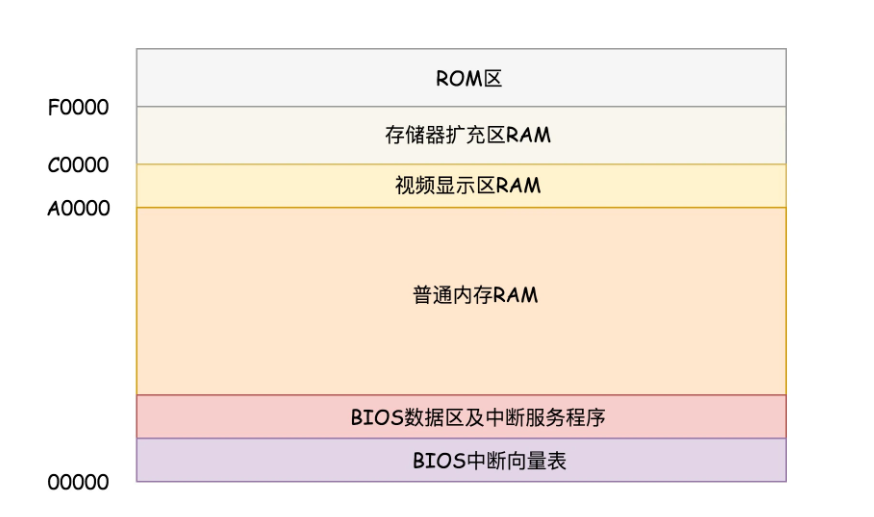 ROM区
F0000
存储器扩充区RAM
C0000
视频显示区RAM
A0000
普通内存RAM
BIOS数据区及中断服务程序
BIOS中断向量表
00000